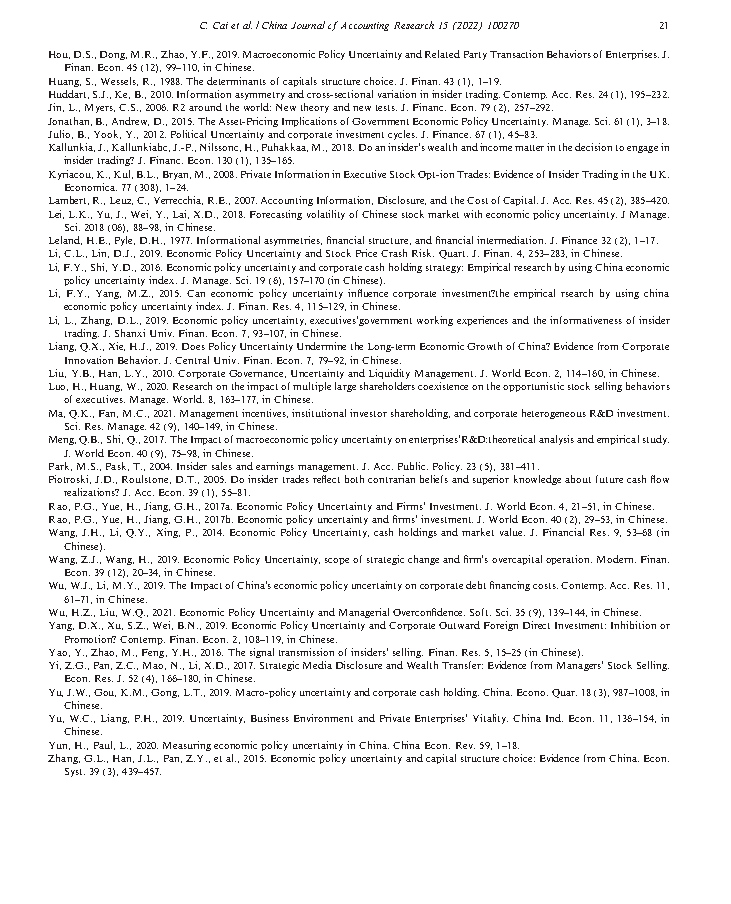 C. Cai et al. / China Journal of Accounting Research 15 (2022) 100270 21
Hou, D.S., Dong, M.R., Zhao, Y.F., 2019. Macroeconomic Policy Uncertainty and Related Party Transaction Behaviors of Enterprises. J.
Finan. Econ. 45 (12), 99–110, in Chinese.
Huang, S., Wessels, R., 1988. The determinants of capitals structure choice. J. Finan. 43 (1), 1–19.
Huddart, S.J., Ke, B., 2010. Information asymmetry and cross-sectional variation in insider trading. Contemp. Acc. Res. 24 (1), 195–232.
Jin, L., Myers, C.S., 2006. R2 around the world: New theory and new tests. J. Financ. Econ. 79 (2), 257–292.
Jonathan, B., Andrew, D., 2015. The Asset-Pricing Implications of Government Economic Policy Uncertainty. Manage. Sci. 61 (1), 3–18.
Julio, B., Yook, Y., 2012. Political Uncertainty and corporate investment cycles. J. Finance. 67 (1), 45–83.
Kallunkia, J., Kallunkiabc, J.-P., Nilssonc, H., Puhakkaa, M., 2018. Do an insider's wealth and income matter in the decision to engage in
insider trading? J. Financ. Econ. 130 (1), 135–165.
Kyriacou, K., Kul, B.L., Bryan, M., 2008. Private Information in Executive Stock Opt-ion Trades: Evidence of Insider Trading in the U K.
Economica. 77 (308), 1–24.
Lambert, R., Leuz, C., Verrecchia, R.E., 2007. Accounting Information, Disclosure, and the Cost of Capital. J. Acc. Res. 45 (2), 385–420.
Lei, L.K., Yu, J., Wei, Y., Lai, X.D., 2018. Forecasting volatility of Chinese stock market with economic policy uncertainty. J Manage.
Sci. 2018 (06), 88–98, in Chinese.
Leland, H.E., Pyle, D.H., 1977. Informational asymmetries, financial structure, and financial intermediation. J. Finance 32 (2), 1–17.
Li, C.L., Lin, D.J., 2019. Economic Policy Uncertainty and Stock Price Crash Risk. Quart. J. Finan. 4, 253–283, in Chinese.
Li, F.Y., Shi, Y.D., 2016. Economic policy uncertainty and corporate cash holding strategy: Empirical research by using China economic
policy uncertainty index. J. Manage. Sci. 19 (6), 157–170 (in Chinese).
Li, F.Y., Yang, M.Z., 2015. Can economic policy uncertainty influence corporate investment?the empirical rsearch by using china
economic policy uncertainty index. J. Finan. Res. 4, 115–129, in Chinese.
Li, L., Zhang, D.L., 2019. Economic policy uncertainty, executives'government working experiences and the informativeness of insider
trading. J. Shanxi Univ. Finan. Econ. 7, 93–107, in Chinese.
Liang, Q.X., Xie, H.J., 2019. Does Policy Uncertainty Undermine the Long-term Economic Growth of China? Evidence from Corporate
Innovation Behavior. J. Central Univ. Finan. Econ. 7, 79–92, in Chinese.
Liu, Y.B., Han, L.Y., 2010. Corporate Governance, Uncertainty and Liquidity Management. J. World Econ. 2, 114–160, in Chinese.
Luo, H., Huang, W., 2020. Research on the impact of multiple large shareholders coexistence on the opportunistic stock selling behaviors
of executives. Manage. World. 8, 163–177, in Chinese.
Ma, Q.K., Fan, M.C., 2021. Management incentives, institutional investor shareholding, and corporate heterogeneous R&D investment.
Sci. Res. Manage. 42 (9), 140–149, in Chinese.
Meng, Q.B., Shi, Q., 2017. The Impact of macroeconomic policy uncertainty on enterprises'R&D:theoretical analysis and empirical study.
J. World Econ. 40 (9), 75–98, in Chinese.
Park, M.S., Pask, T., 2004. Insider sales and earnings management. J. Acc. Public. Policy. 23 (5), 381–411.
Piotroski, J.D., Roulstone, D.T., 2005. Do insider trades reflect both contrarian beliefs and superior knowledge about future cash flow
realizations? J. Acc. Econ. 39 (1), 55–81.
Rao, P.G., Yue, H., Jiang, G.H., 2017a. Economic Policy Uncertainty and Firms' Investment. J. World Econ. 4, 21–51, in Chinese.
Rao, P.G., Yue, H., Jiang, G.H., 2017b. Economic policy uncertainty and firms' investment. J. World Econ. 40 (2), 29–53, in Chinese.
Wang, J.H., Li, Q.Y., Xing, P., 2014. Economic Policy Uncertainty, cash holdings and market value. J. Financial Res. 9, 53–68 (in
Chinese).
Wang, Z.J., Wang, H., 2019. Economic Policy Uncertainty, scope of strategic change and firm's overcapital operation. Modern. Finan.
Econ. 39 (12), 20–34, in Chinese.
Wu, W.J., Li, M.Y., 2019. The Impact of China's economic policy uncertainty on corporate debt financing costs. Contemp. Acc. Res. 11,
61–71, in Chinese.
Wu, H.Z., Liu, W.Q., 2021. Economic Policy Uncertainty and Managerial Overconfidence. Soft. Sci. 35 (9), 139–144, in Chinese.
Yang, D.X., Xu, S.Z., Wei, B.N., 2019. Economic Policy Uncertainty and Corporate Outward Foreign Direct Investment: Inhibition or
Promotion? Contemp. Finan. Econ. 2, 108–119, in Chinese.
Yao, Y., Zhao, M., Feng, Y.H., 2016. The signal transmission of insiders' selling. Finan. Res. 5, 15–25 (in Chinese).
Yi, Z.G., Pan, Z.C., Mao, N., Li, X.D., 2017. Strategic Media Disclosure and Wealth Transfer: Evidence from Managers' Stock Selling.
Econ. Res. J. 52 (4), 166–180, in Chinese.
Yu, J.W., Gou, K.M., Gong, L.T., 2019. Macro-policy uncertainty and corporate cash holding. China. Econo. Quar. 18 (3), 987–1008, in
Chinese.
Yu, W.C., Liang, P.H., 2019. Uncertainty, Business Environment and Private Enterprises' Vitality. China Ind. Econ. 11, 136–154, in
Chinese.
Yun, H., Paul, L., 2020. Measuring economic policy uncertainty in China. China Econ. Rev. 59, 1–18.
Zhang, G.L., Han, J.L., Pan, Z.Y., et al., 2015. Economic policy uncertainty and capital structure choice: Evidence from China. Econ.
Syst. 39 (3), 439–457.